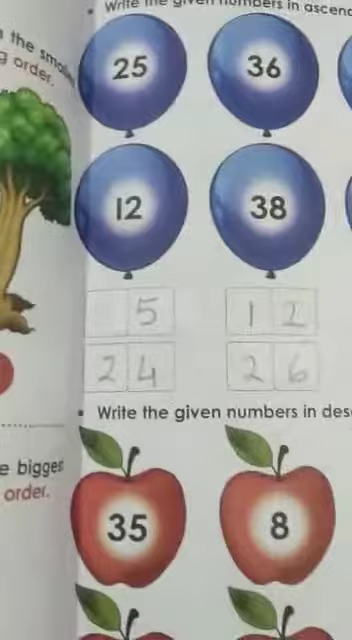 Write the given numbers in ascend
the smalle
g order.
25 36
12 38
5 12
24 26
Write the given numbers in des
e bigges
order.
35 8